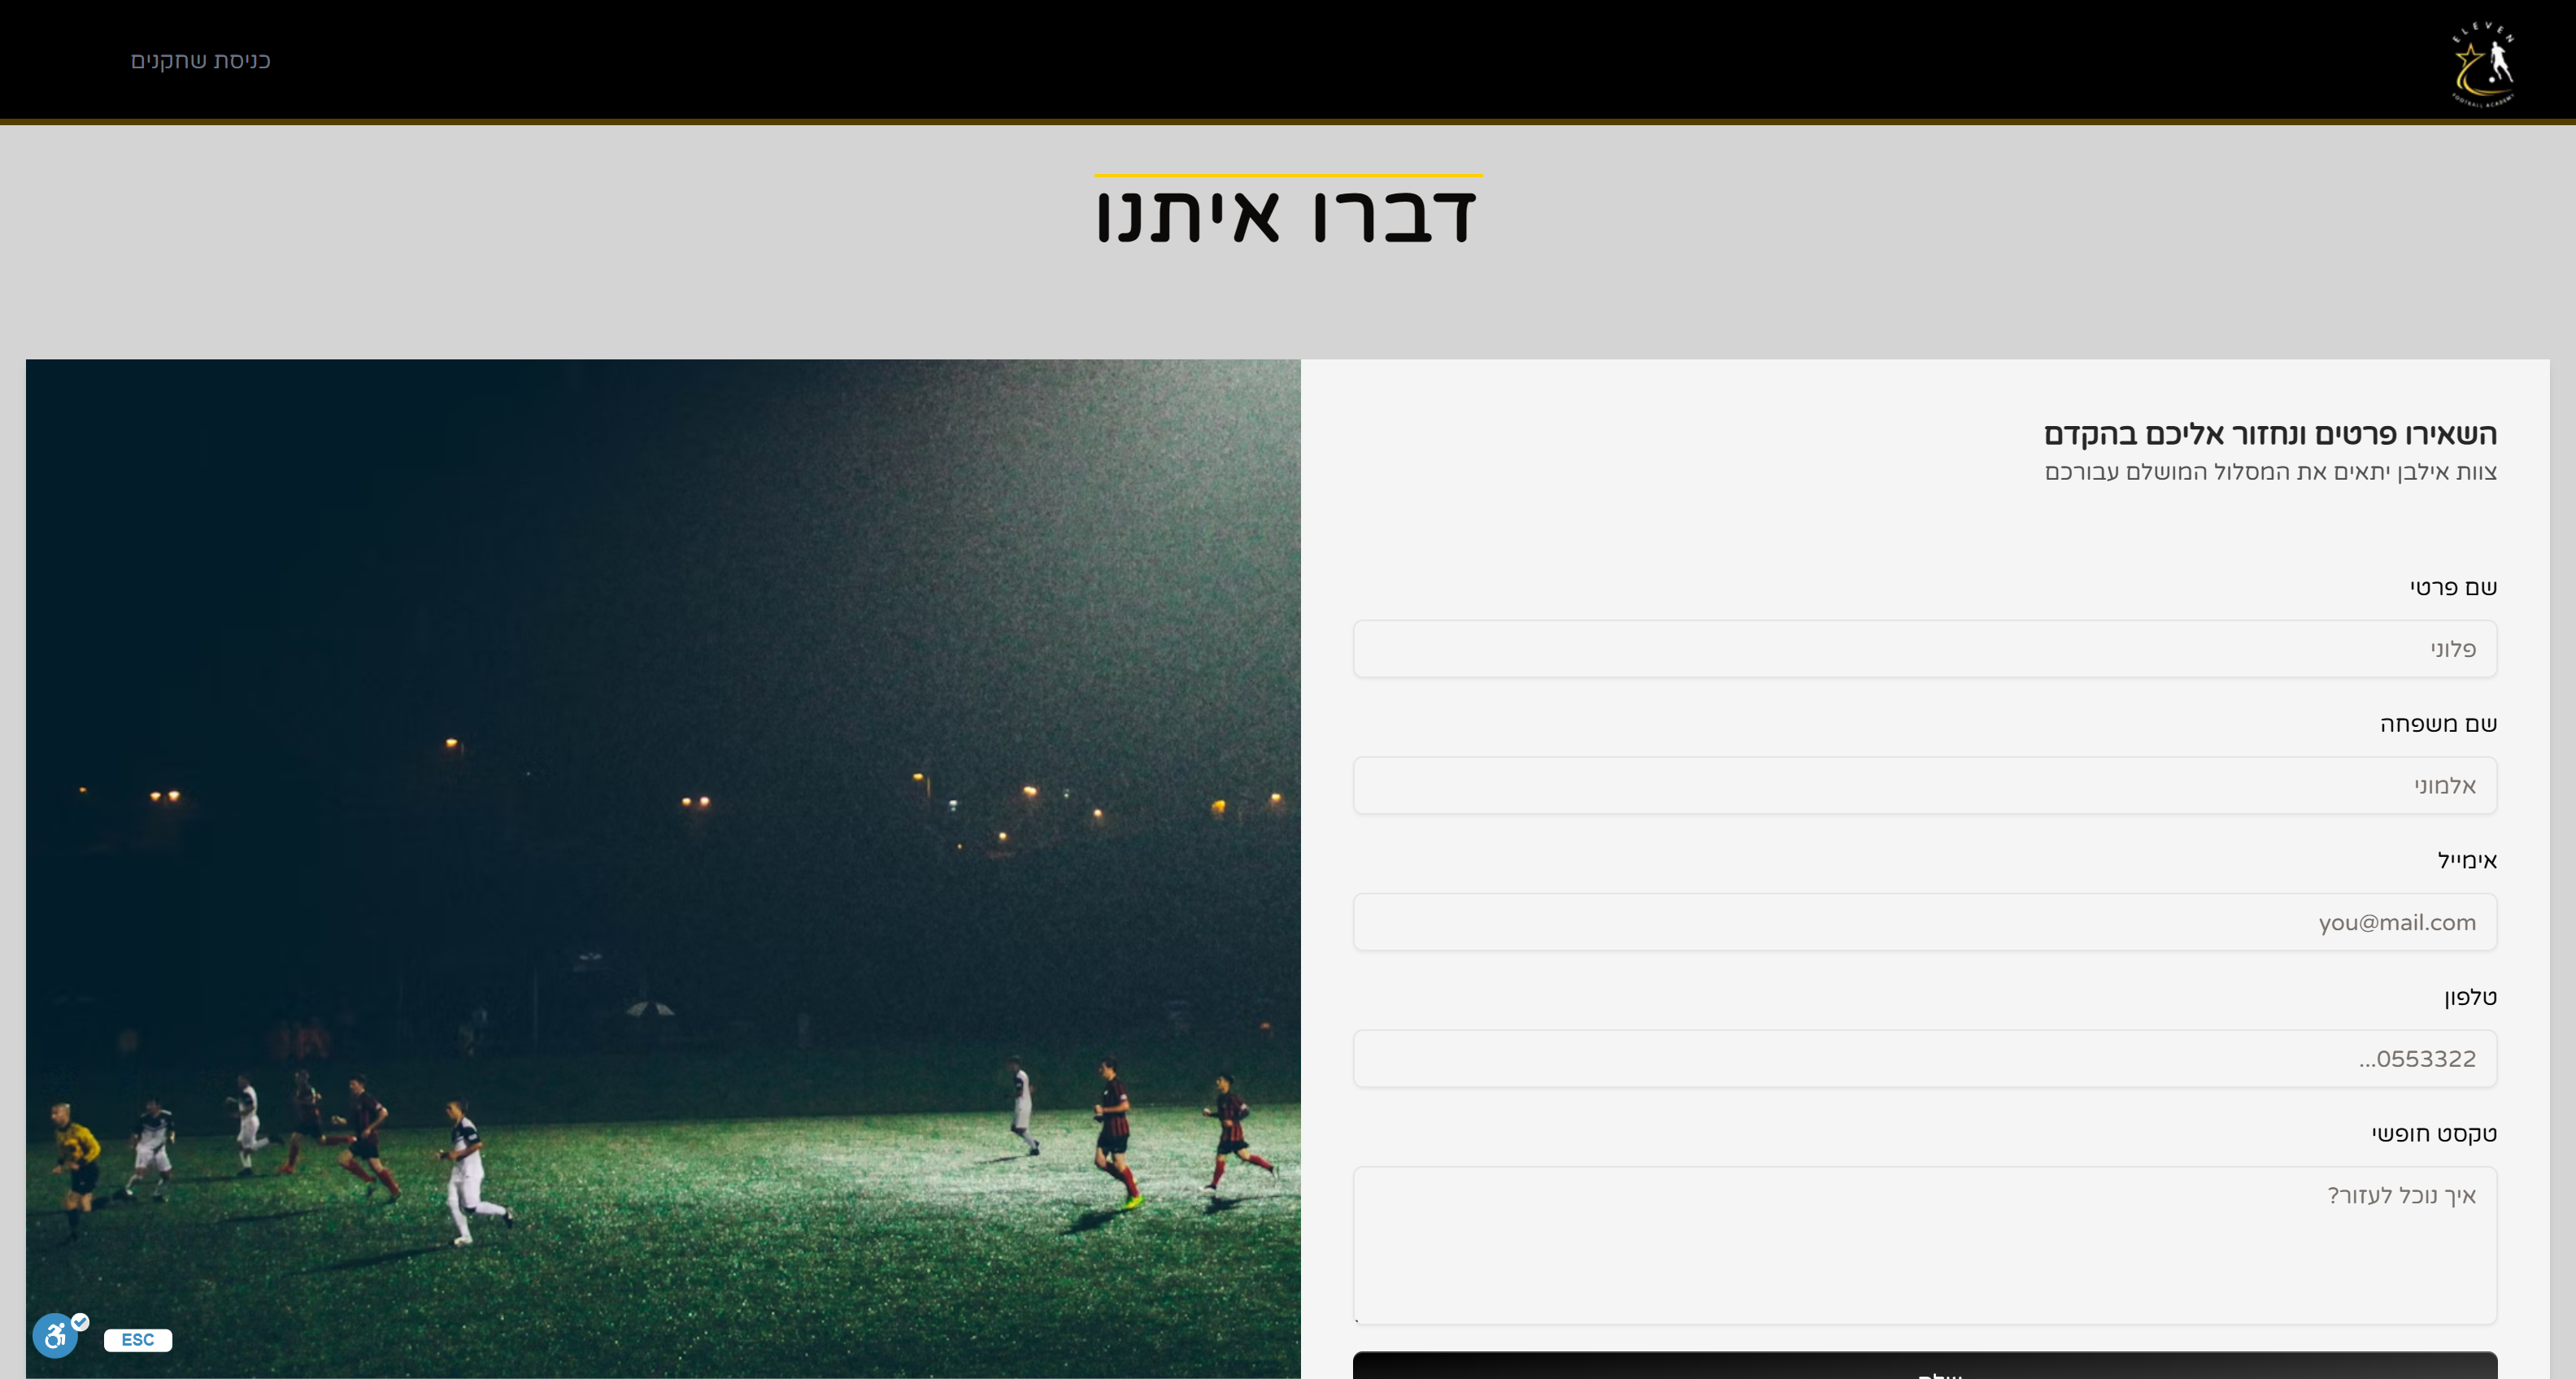 ELEVEN
FOOTBALL ACADEMY
כניסת שחקנים
דברו איתנו
השאירו פרטים ונחזור אליכם בהקדם
צוות אילבן יתאים את המסלול המושלם עבורכם
שם פרטי
פלוני
שם משפחה
אלמוני
אימייל
you@mail.com
טלפון
0553322...
טקסט חופשי
איך נוכל לעזור?
ESC